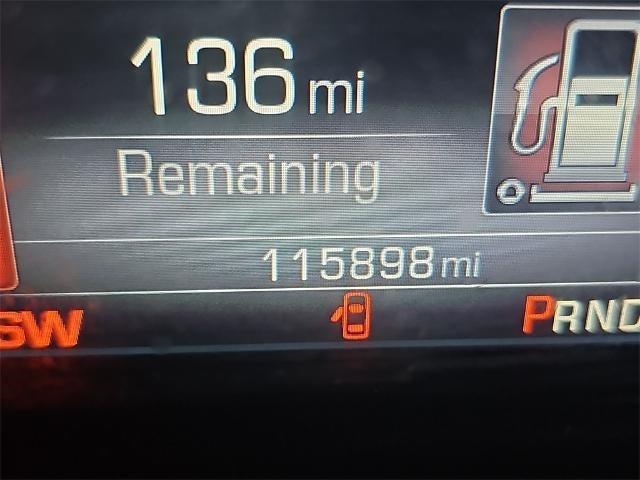 136 mi
Remaining
115898 mi
SW PRND